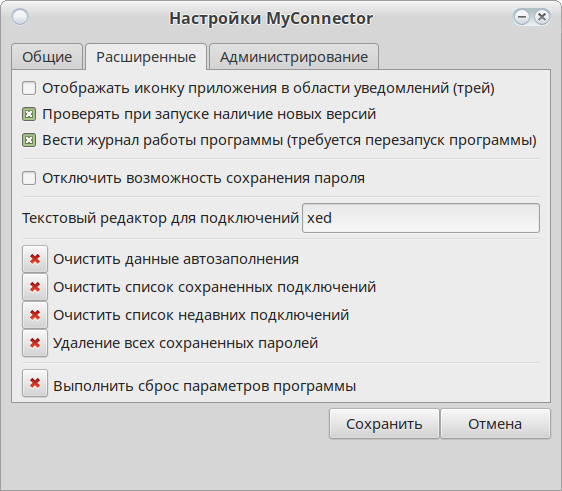 Настройки MyConnector
Общие
Расширенные
Администрирование
Отображать иконку приложения в области уведомлений (трей)
Проверять при запуске наличие новых версий
Вести журнал работы программы (требуется перезапуск программы)
Отключить возможность сохранения пароля
Текстовый редактор для подключений xed
Очистить данные автозаполнения
Очистить список сохраненных подключений
Очистить список недавних подключений
Удаление всех сохраненных паролей
Выполнить сброс параметров программы
Сохранить
Отмена